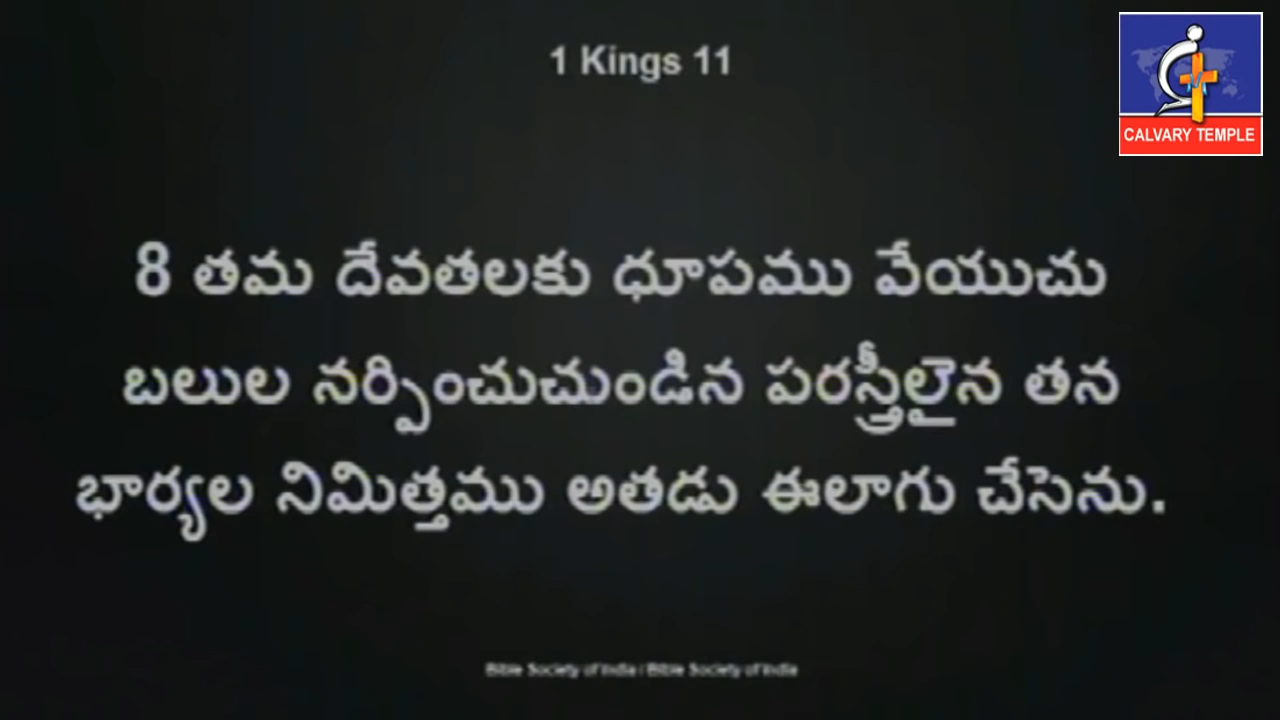 1 Kings 11
CALVARY TEMPLE
8 తమ దేవతలకు ధూపము వేయుచు
బలుల నర్పించుచుండిన పరస్త్రీలైన తన
భార్యల నిమిత్తము అతడు ఈలాగు చేసెను.
Bible Society of India / Bible Society of India